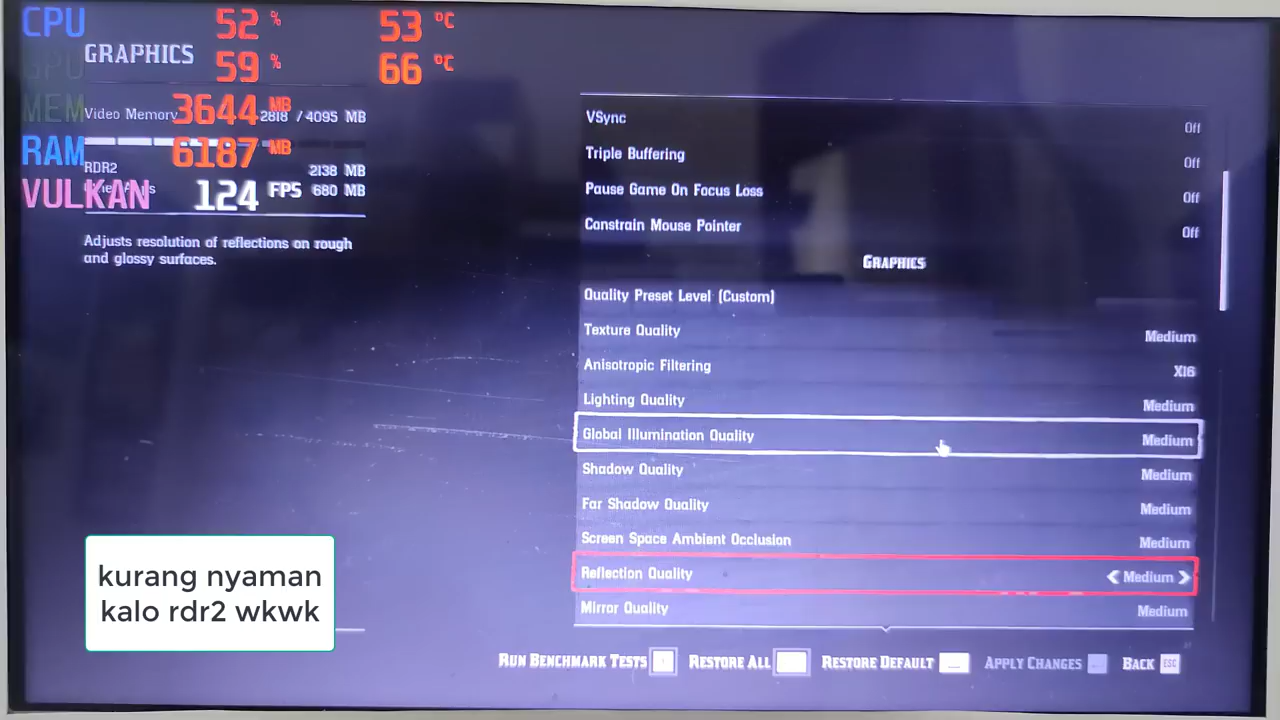 CPU 52 % 53 °C
GRAPHICS
GPU 59 % 66 °C
MEM 3644 MB
Video Memory 2818 / 4095 MB
RAM 6187 MB
RDR2 2138 MB
680 MB
VULKAN 124 FPS
Adjusts resolution of reflections on rough
and glossy surfaces.
VSync Off
Triple Buffering Off
Pause Game On Focus Loss Off
Constrain Mouse Pointer Off
GRAPHICS
Quality Preset Level (Custom)
Texture Quality Medium
Anisotropic Filtering X16
Lighting Quality Medium
Global Illumination Quality Medium
Shadow Quality Medium
Far Shadow Quality Medium
Screen Space Ambient Occlusion Medium
Reflection Quality Medium
Mirror Quality Medium
kurang nyaman
kalo rdr2 wkwk
RUN BENCHMARK TESTS RESTORE ALL RESTORE DEFAULT APPLY CHANGES BACK ESC